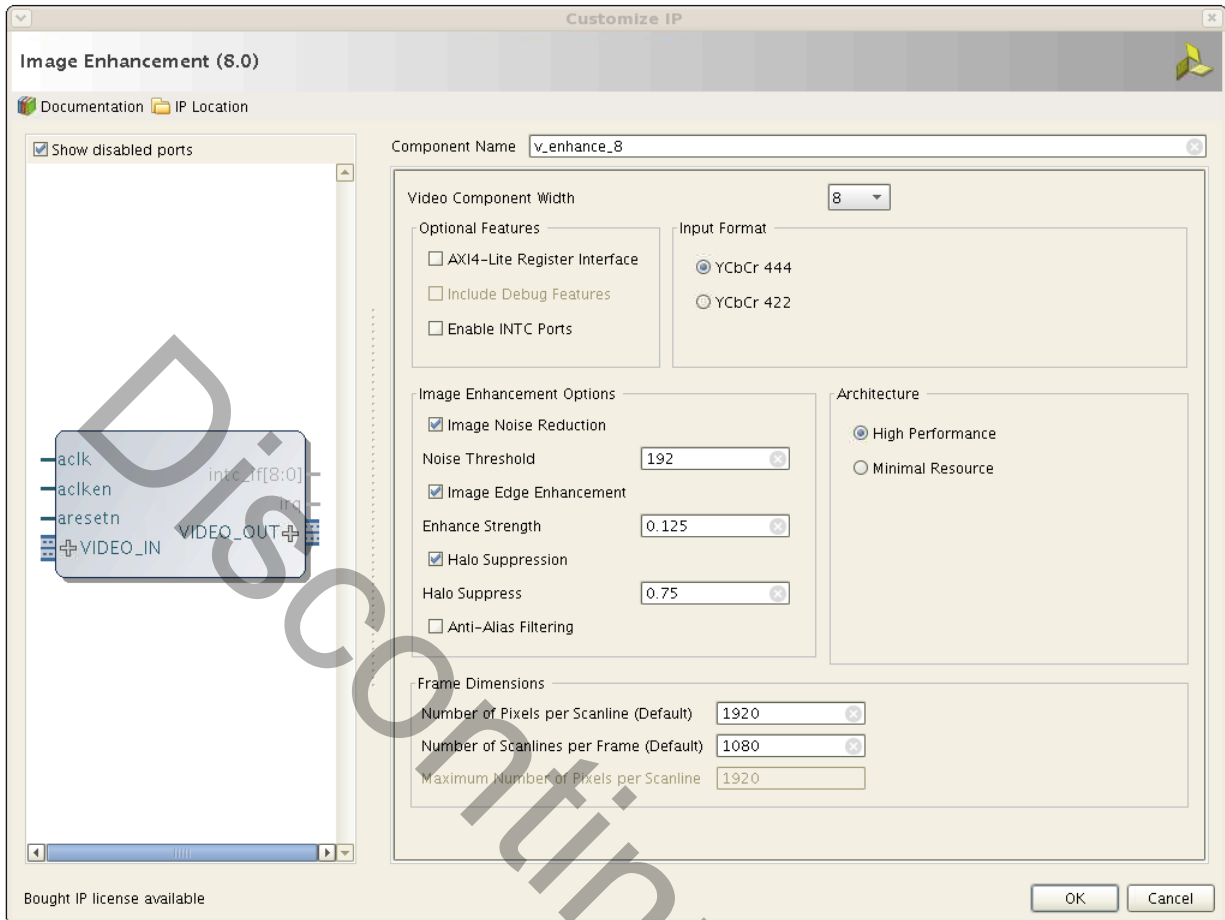 Customize IP
Image Enhancement (8.0)
Documentation IP Location
Show disabled ports
aclk
aclken
aresetn
VIDEO_IN
intc_if[8:0]
irq
VIDEO_OUT
Component Name v_enhance_8
Video Component Width 8
Optional Features
AXI4-Lite Register Interface
Include Debug Features
Enable INTC Ports
Input Format
YCbCr 444
YCbCr 422
Image Enhancement Options
Image Noise Reduction
Noise Threshold 192
Image Edge Enhancement
Enhance Strength 0.125
Halo Suppression
Halo Suppress 0.75
Anti-Alias Filtering
Architecture
High Performance
Minimal Resource
Frame Dimensions
Number of Pixels per Scanline (Default) 1920
Number of Scanlines per Frame (Default) 1080
Maximum Number of Pixels per Scanline 1920
Bought IP license available
OK Cancel
Discontin